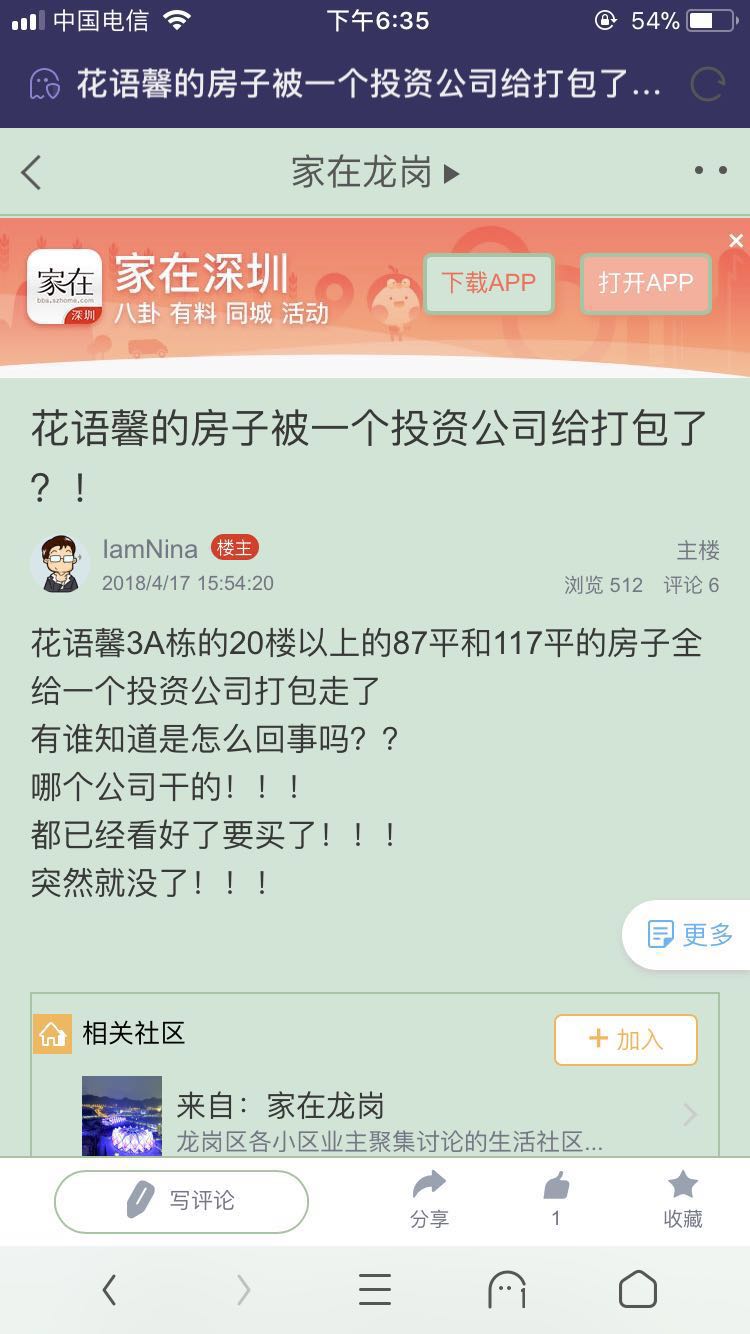 中国电信 下午6:35 54%
花语馨的房子被一个投资公司给打包了...
家在龙岗
家在 家在深圳 下载APP 打开APP
bbs.szhome.com
深圳 八卦 有料 同城 活动
花语馨的房子被一个投资公司给打包了
？！
IamNina 楼主 主楼
2018/4/17 15:54:20 浏览 512 评论 6
花语馨3A栋的20楼以上的87平和117平的房子全
给一个投资公司打包走了
有谁知道是怎么回事吗？？
哪个公司干的！！！
都已经看好了要买了！！！
突然就没了！！！
更多
相关社区 + 加入
来自：家在龙岗
龙岗区各小区业主聚集讨论的生活社区...
写评论 分享 1 收藏
1